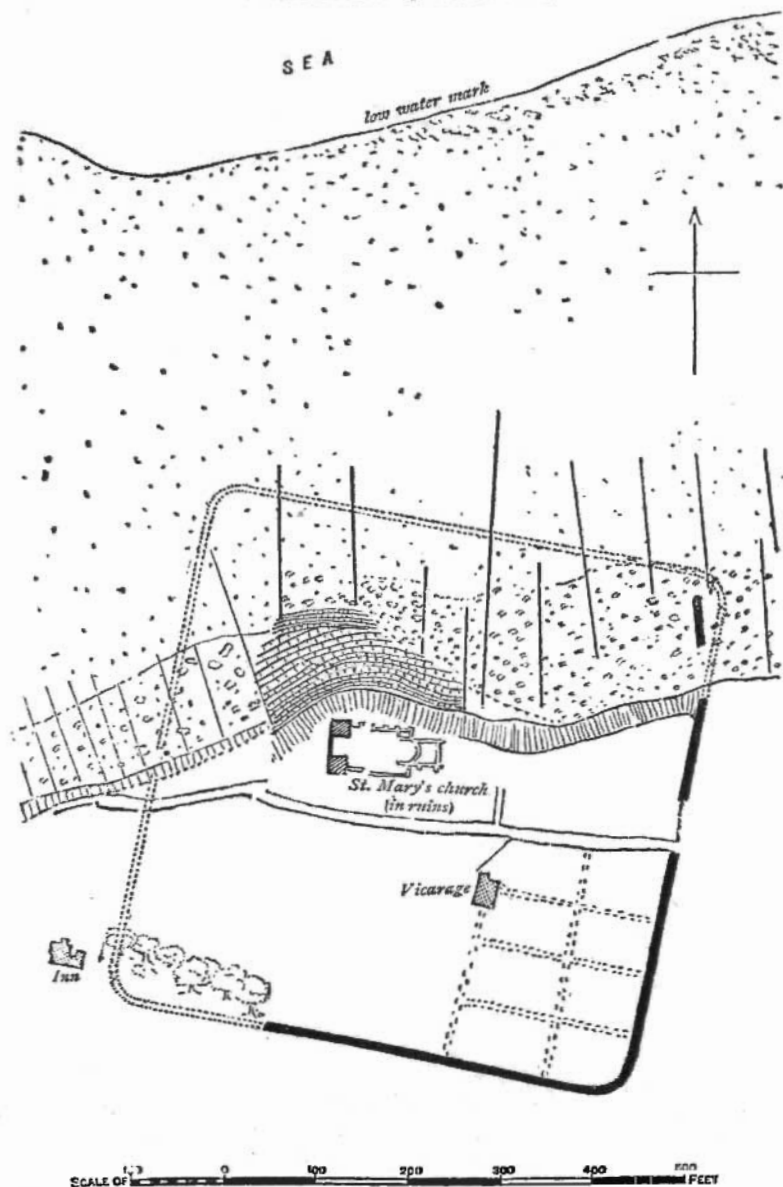 SEA
low water mark
St. Mary's church
(in ruins)
Vicarage
Inn
0 100 200 300 400 500
SCALE OF FEET